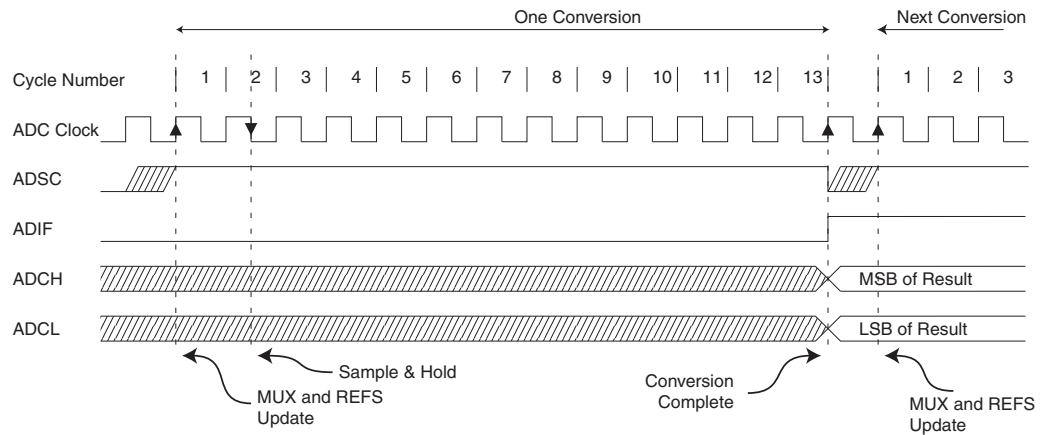 One Conversion
Next Conversion
Cycle Number 1 2 3 4 5 6 7 8 9 10 11 12 13 1 2 3
ADC Clock
ADSC
ADIF
ADCH MSB of Result
ADCL LSB of Result
MUX and REFS
Update
Sample & Hold
Conversion
Complete
MUX and REFS
Update